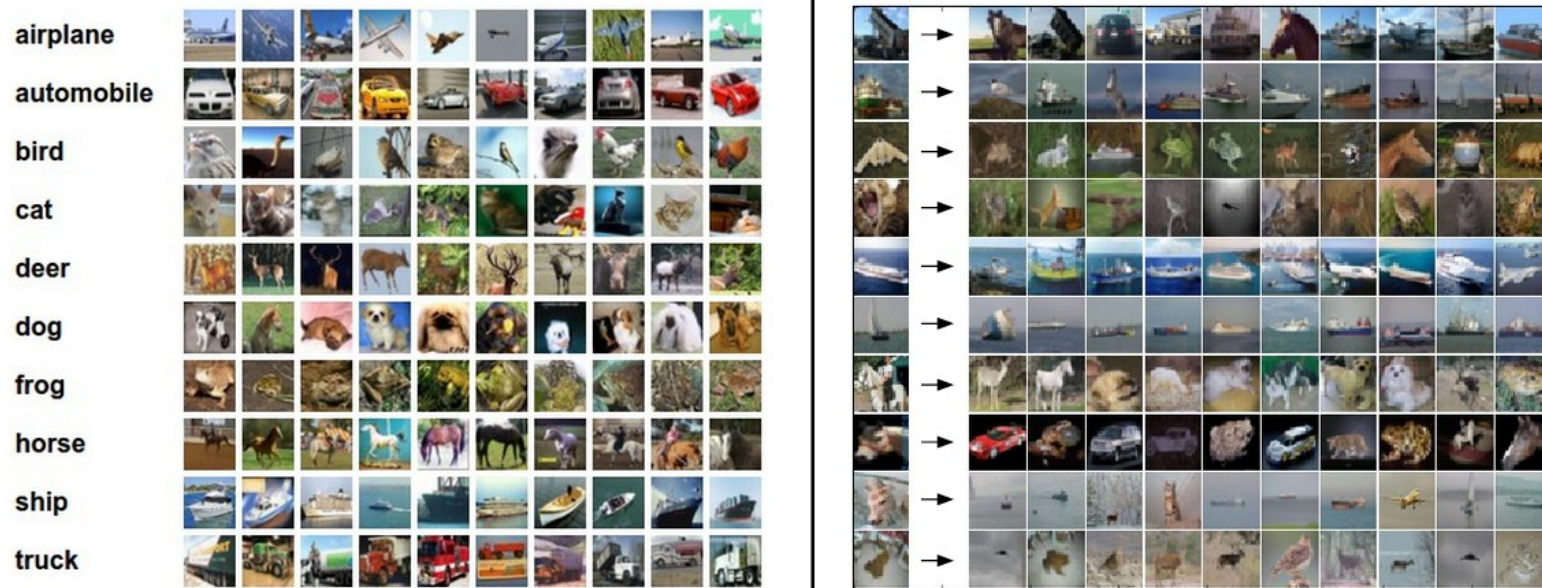 airplane
automobile
bird
cat
deer
dog
frog
horse
ship
truck